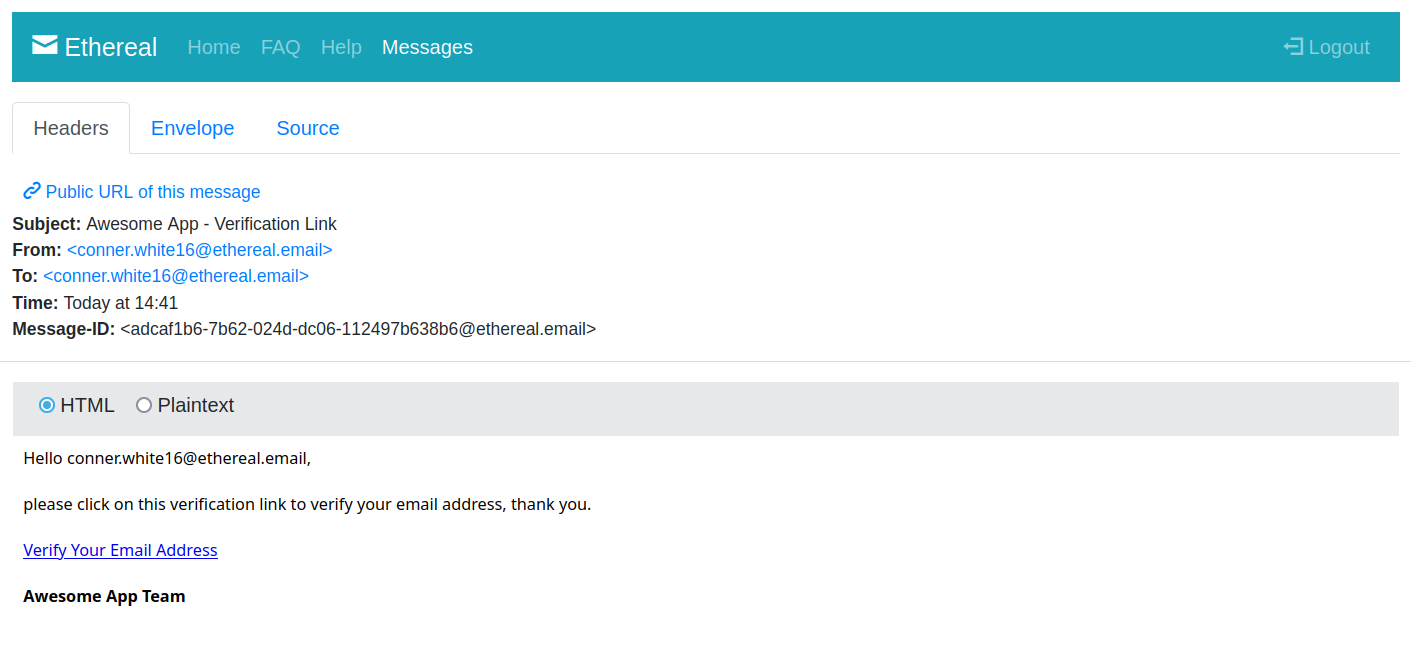 Ethereal Home FAQ Help Messages Logout
Headers Envelope Source
Public URL of this message
Subject: Awesome App - Verification Link
From: <conner.white16@ethereal.email>
To: <conner.white16@ethereal.email>
Time: Today at 14:41
Message-ID: <adcaf1b6-7b62-024d-dc06-112497b638b6@ethereal.email>
HTML Plaintext
Hello conner.white16@ethereal.email,
please click on this verification link to verify your email address, thank you.
Verify Your Email Address
Awesome App Team